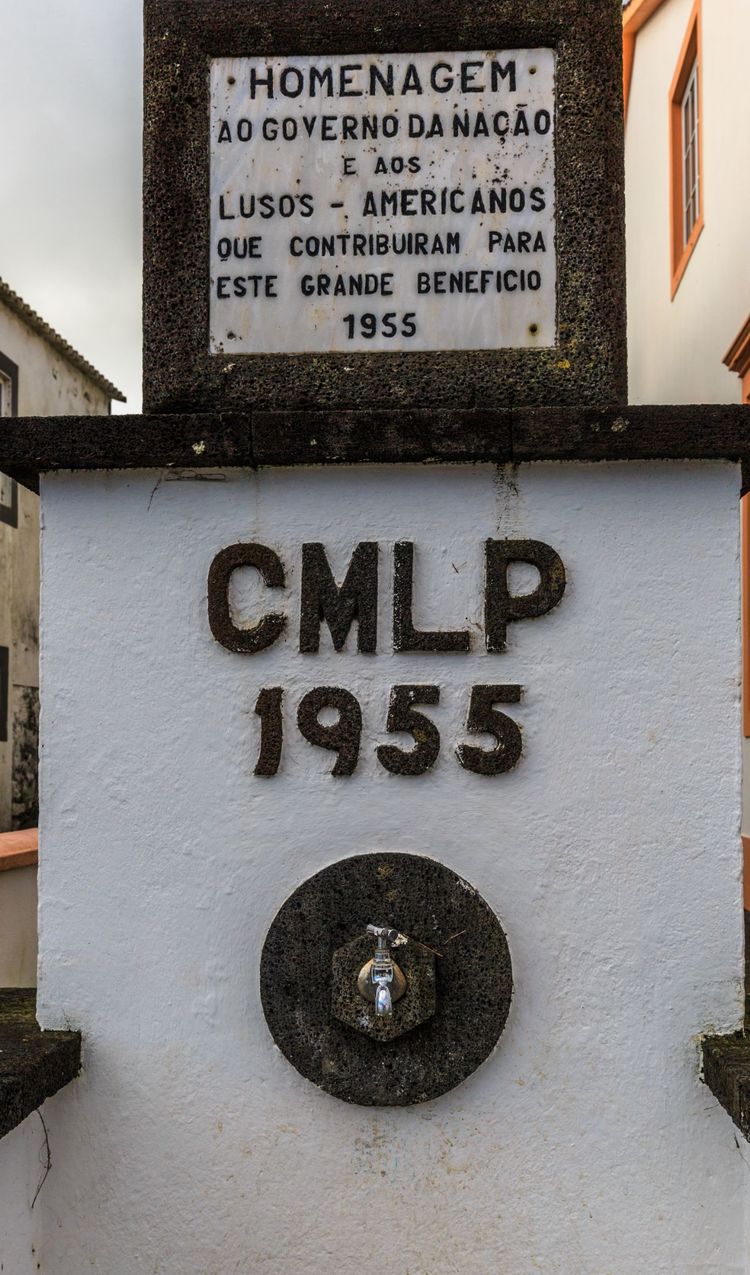 HOMENAGEM
AO GOVERNO DA NAÇÃO
E AOS
LUSOS - AMERICANOS
QUE CONTRIBUIRAM PARA
ESTE GRANDE BENEFICIO
1955
CMLP
1955